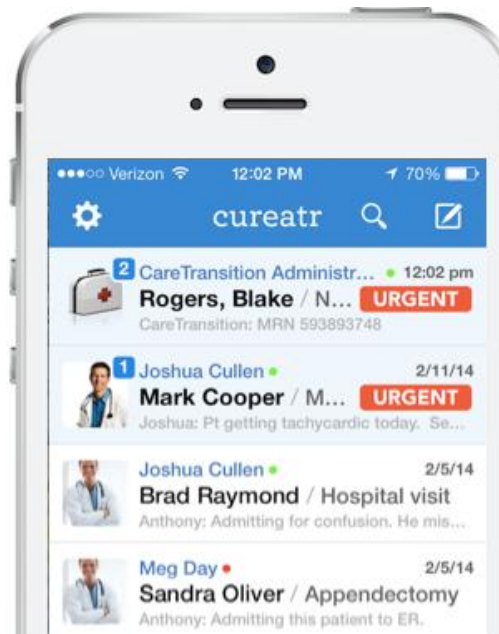 Verizon 12:02 PM 70%
cureatr
2 CareTransition Administr... 12:02 pm
Rogers, Blake / N... URGENT
CareTransition: MRN 593893748
1 Joshua Cullen 2/11/14
Mark Cooper / M... URGENT
Joshua: Pt getting tachycardic today. Se...
Joshua Cullen 2/5/14
Brad Raymond / Hospital visit
Anthony: Admitting for confusion. He mis...
Meg Day 2/5/14
Sandra Oliver / Appendectomy
Anthony: Admitting this patient to ER.